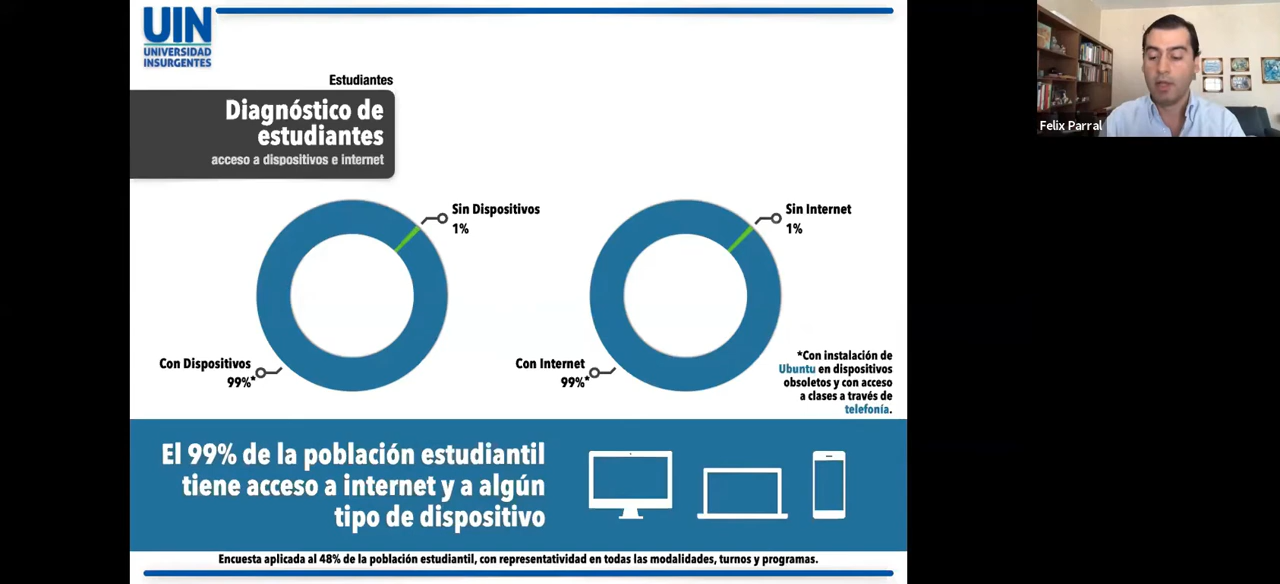 UIN
UNIVERSIDAD
INSURGENTES
Estudiantes
Diagnóstico de
estudiantes
acceso a dispositivos e internet
Sin Dispositivos
1%
Con Dispositivos
99%*
Sin Internet
1%
Con Internet
99%*
*Con instalación de
Ubuntu en dispositivos
obsoletos y con acceso
a clases a través de
telefonía.
El 99% de la población estudiantil
tiene acceso a internet y a algún
tipo de dispositivo
Encuesta aplicada al 48% de la población estudiantil, con representatividad en todas las modalidades, turnos y programas.
Felix Parral